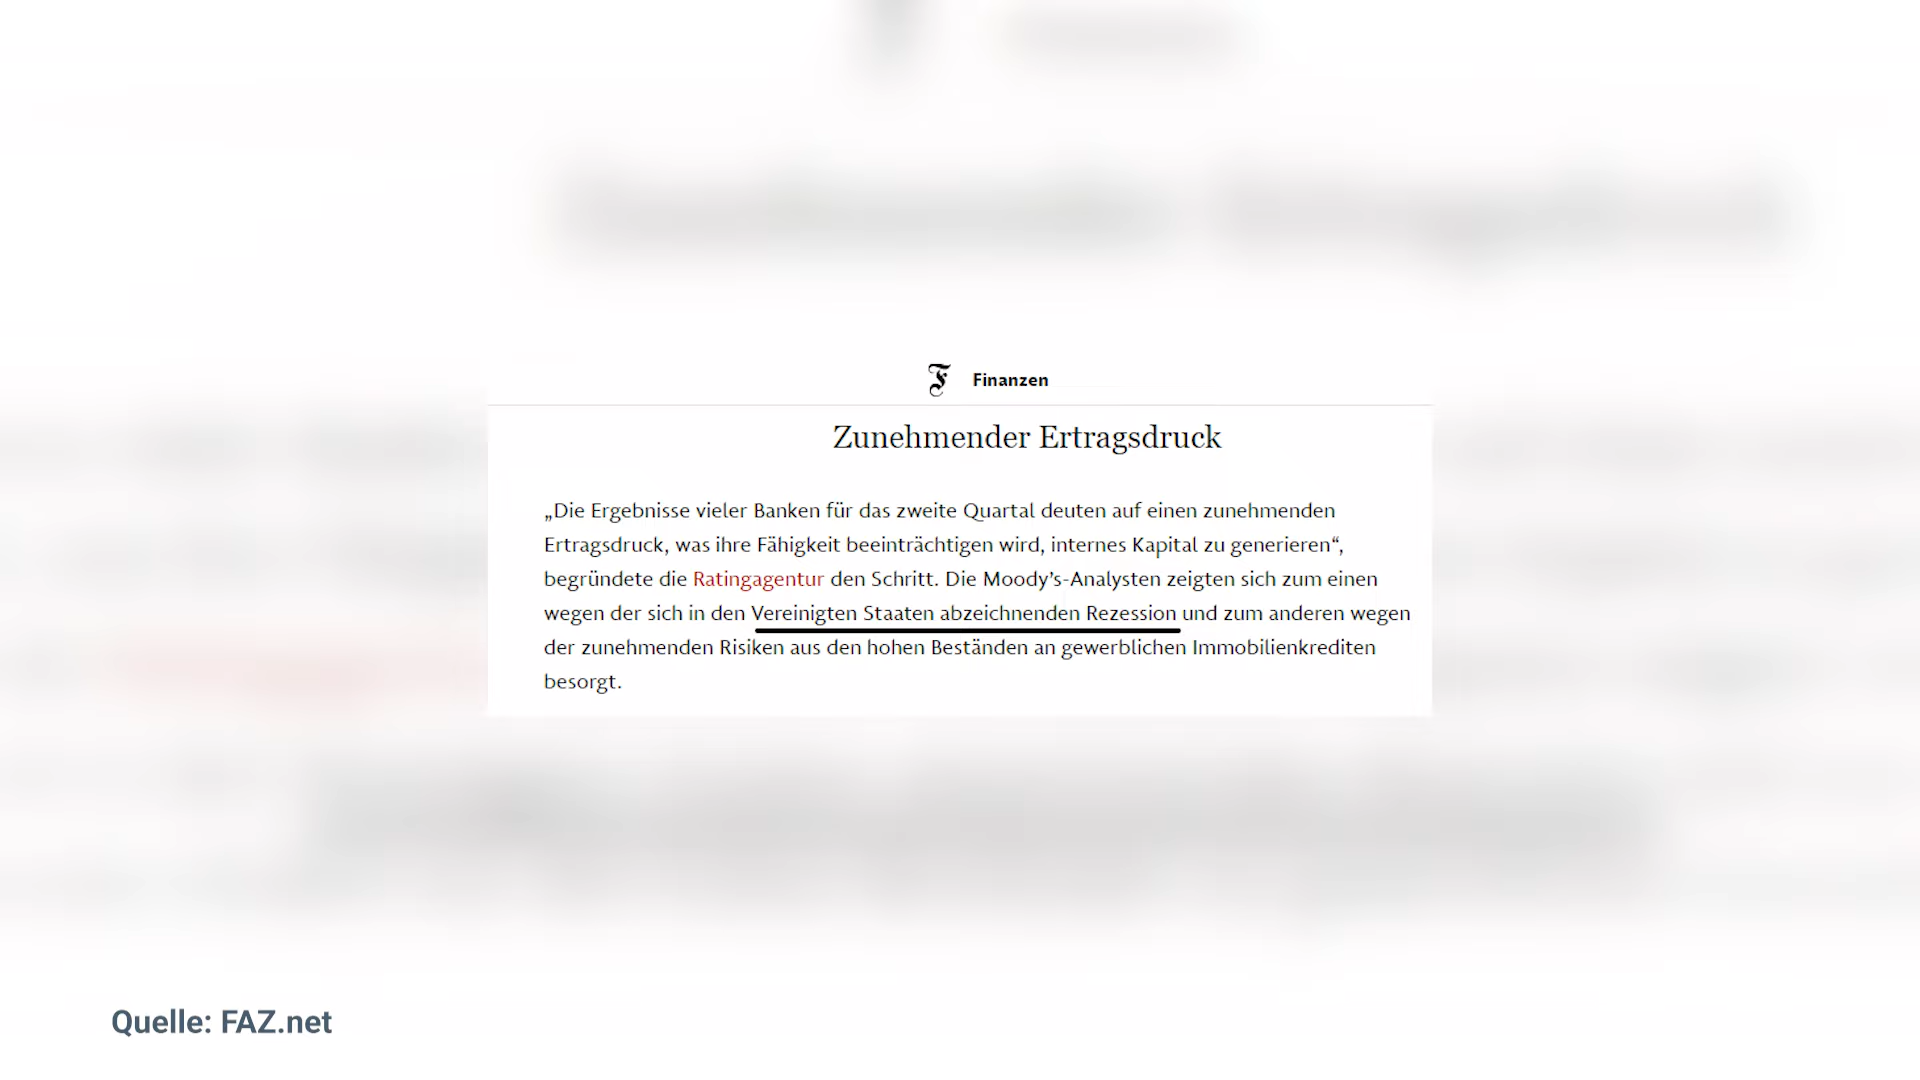 F Finanzen
Zunehmender Ertragsdruck
„Die Ergebnisse vieler Banken für das zweite Quartal deuten auf einen zunehmenden
Ertragsdruck, was ihre Fähigkeit beeinträchtigen wird, internes Kapital zu generieren“,
begründete die Ratingagentur den Schritt. Die Moody’s-Analysten zeigten sich zum einen
wegen der sich in den Vereinigten Staaten abzeichnenden Rezession und zum anderen wegen
der zunehmenden Risiken aus den hohen Beständen an gewerblichen Immobilienkrediten
besorgt.
Quelle: FAZ.net